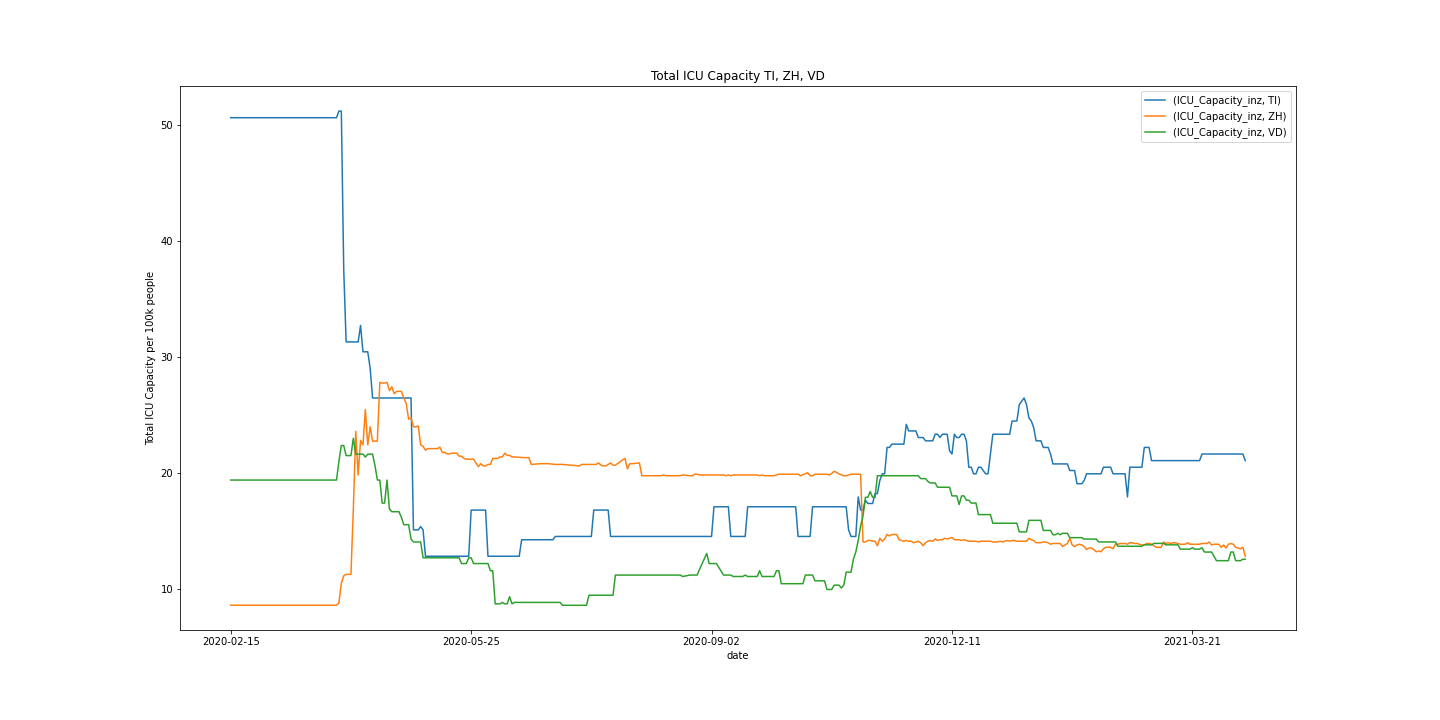 Total ICU Capacity TI, ZH, VD
(ICU_Capacity_inz, TI)
(ICU_Capacity_inz, ZH)
(ICU_Capacity_inz, VD)
Total ICU Capacity per 100k people
50
40
30
20
10
2020-02-15
2020-05-25
2020-09-02
2020-12-11
2021-03-21
date